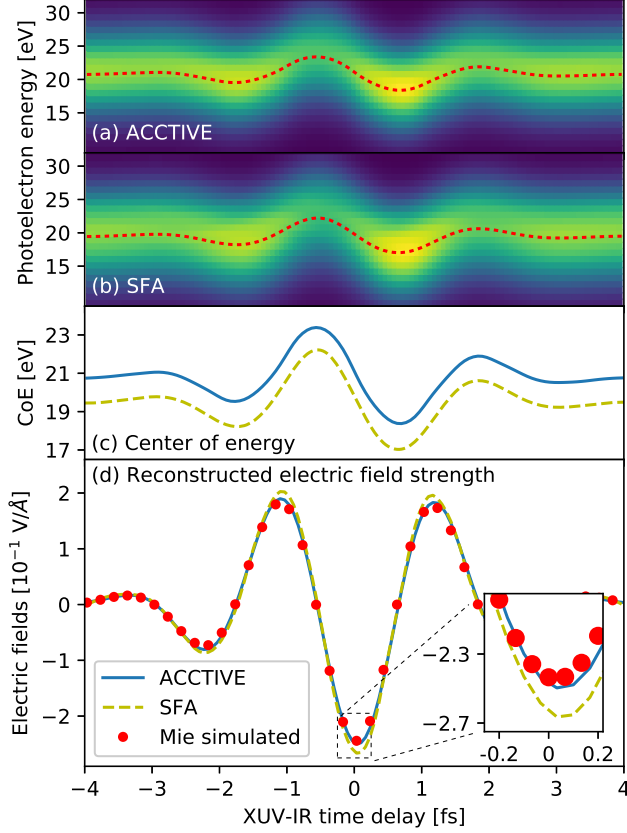 30
25
20
15
(a) ACCTIVE
Photoelectron energy [eV]
30
25
20
15
(b) SFA
23
21
19
17
CoE [eV]
(c) Center of energy
(d) Reconstructed electric field strength
2
1
0
−1
−2
Electric fields [10⁻¹ V/Å]
ACCTIVE
SFA
Mie simulated
−2.3
−2.7
-0.2 0 0.2
−4 −3 −2 −1 0 1 2 3 4
XUV-IR time delay [fs]